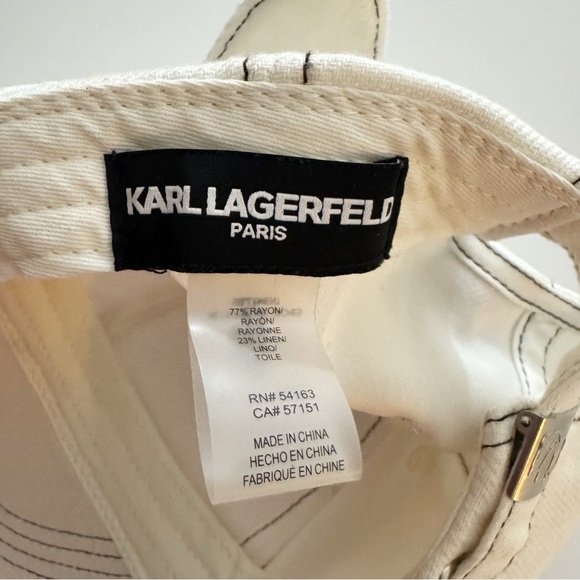 KARL LAGERFELD
PARIS
77% RAYON/
RAYÓN/
RAYONNE
23% LINEN/
LINO/
TOILE
RN# 54163
CA# 57151
MADE IN CHINA
HECHO EN CHINA
FABRIQUÉ EN CHINE